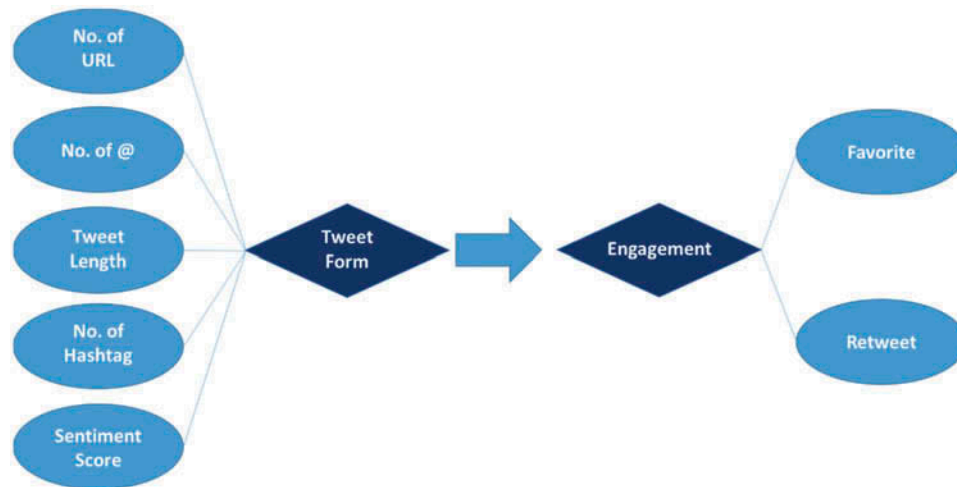 No. of
URL
No. of @
Tweet
Length
No. of
Hashtag
Sentiment
Score
Tweet
Form
Engagement
Favorite
Retweet